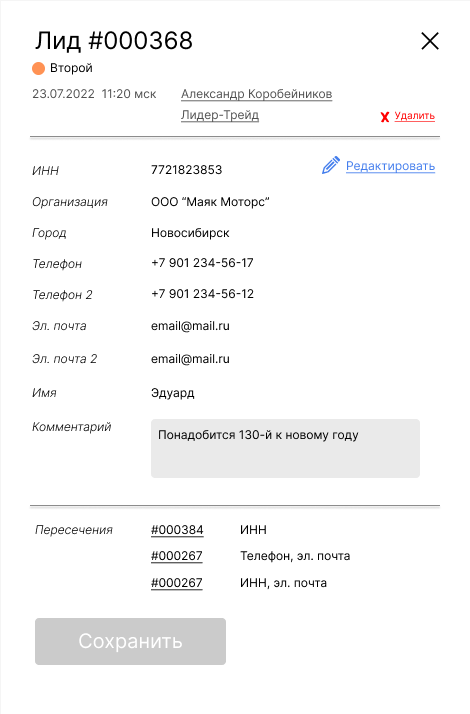 Лид #000368
Второй
23.07.2022 11:20 мск Александр Коробейников
Лидер-Трейд
Удалить
Редактировать
ИНН 7721823853
Организация ООО “Маяк Моторс”
Город Новосибирск
Телефон +7 901 234-56-17
Телефон 2 +7 901 234-56-12
Эл. почта email@mail.ru
Эл. почта 2 email@mail.ru
Имя Эдуард
Комментарий Понадобится 130-й к новому году
Пересечения #000384 ИНН
#000267 Телефон, эл. почта
#000267 ИНН, эл. почта
Сохранить